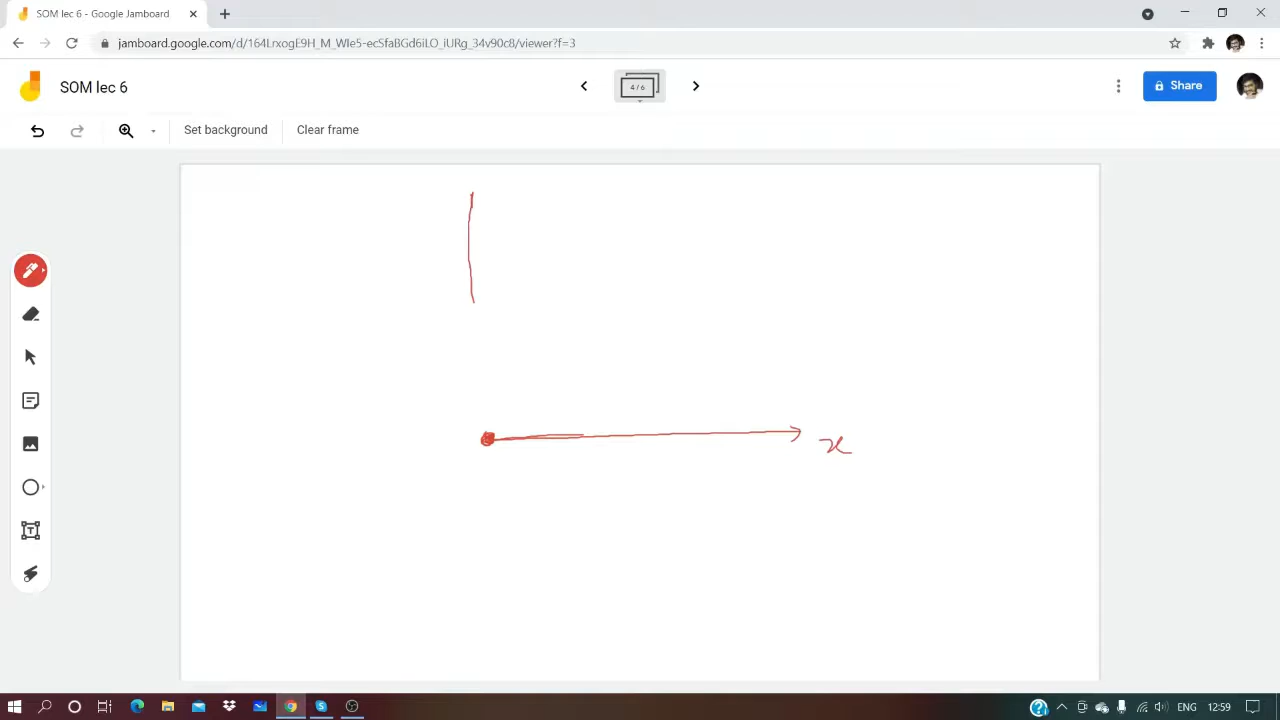 SOM lec 6 - Google Jamboard
jamboard.google.com/d/164LrxogE9H_M_WIe5-ecSfaBGd6iLO_iURg_34v90c8/viewer?f=3
SOM lec 6
4 / 6
Share
Set background
Clear frame
x
ENG 12:59